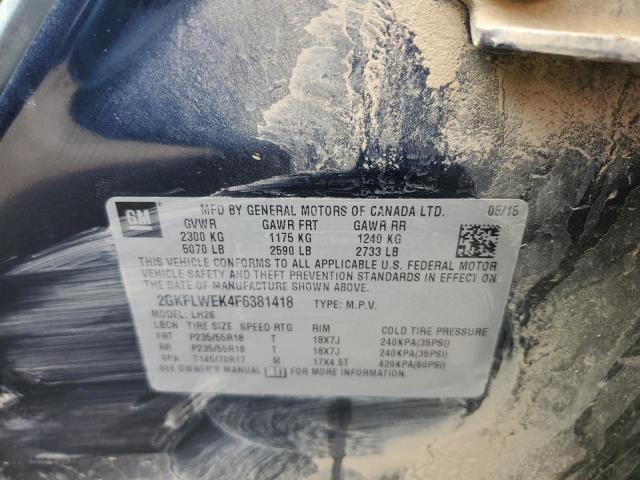 GM
MFD BY GENERAL MOTORS OF CANADA LTD. 05/15
GVWR GAWR FRT GAWR RR
2300 KG 1175 KG 1240 KG
5070 LB 2590 LB 2733 LB
THIS VEHICLE CONFORMS TO ALL APPLICABLE U.S. FEDERAL MOTOR
VEHICLE SAFETY AND THEFT PREVENTION STANDARDS IN EFFECT ON
THE DATE OF MANUFACTURE SHOWN ABOVE.
2GKFLWEK4F6381418 TYPE: M.P.V.
MODEL: LH26
LBCN TIRE SIZE SPEED RTG RIM COLD TIRE PRESSURE
FRT P235/55R18 T 18X7J 240KPA(35PSI)
RR P235/55R18 T 18X7J 240KPA(35PSI)
SPA T145/70R17 M 17X4.5T 420KPA(60PSI)
SEE OWNER'S MANUAL FOR MORE INFORMATION.